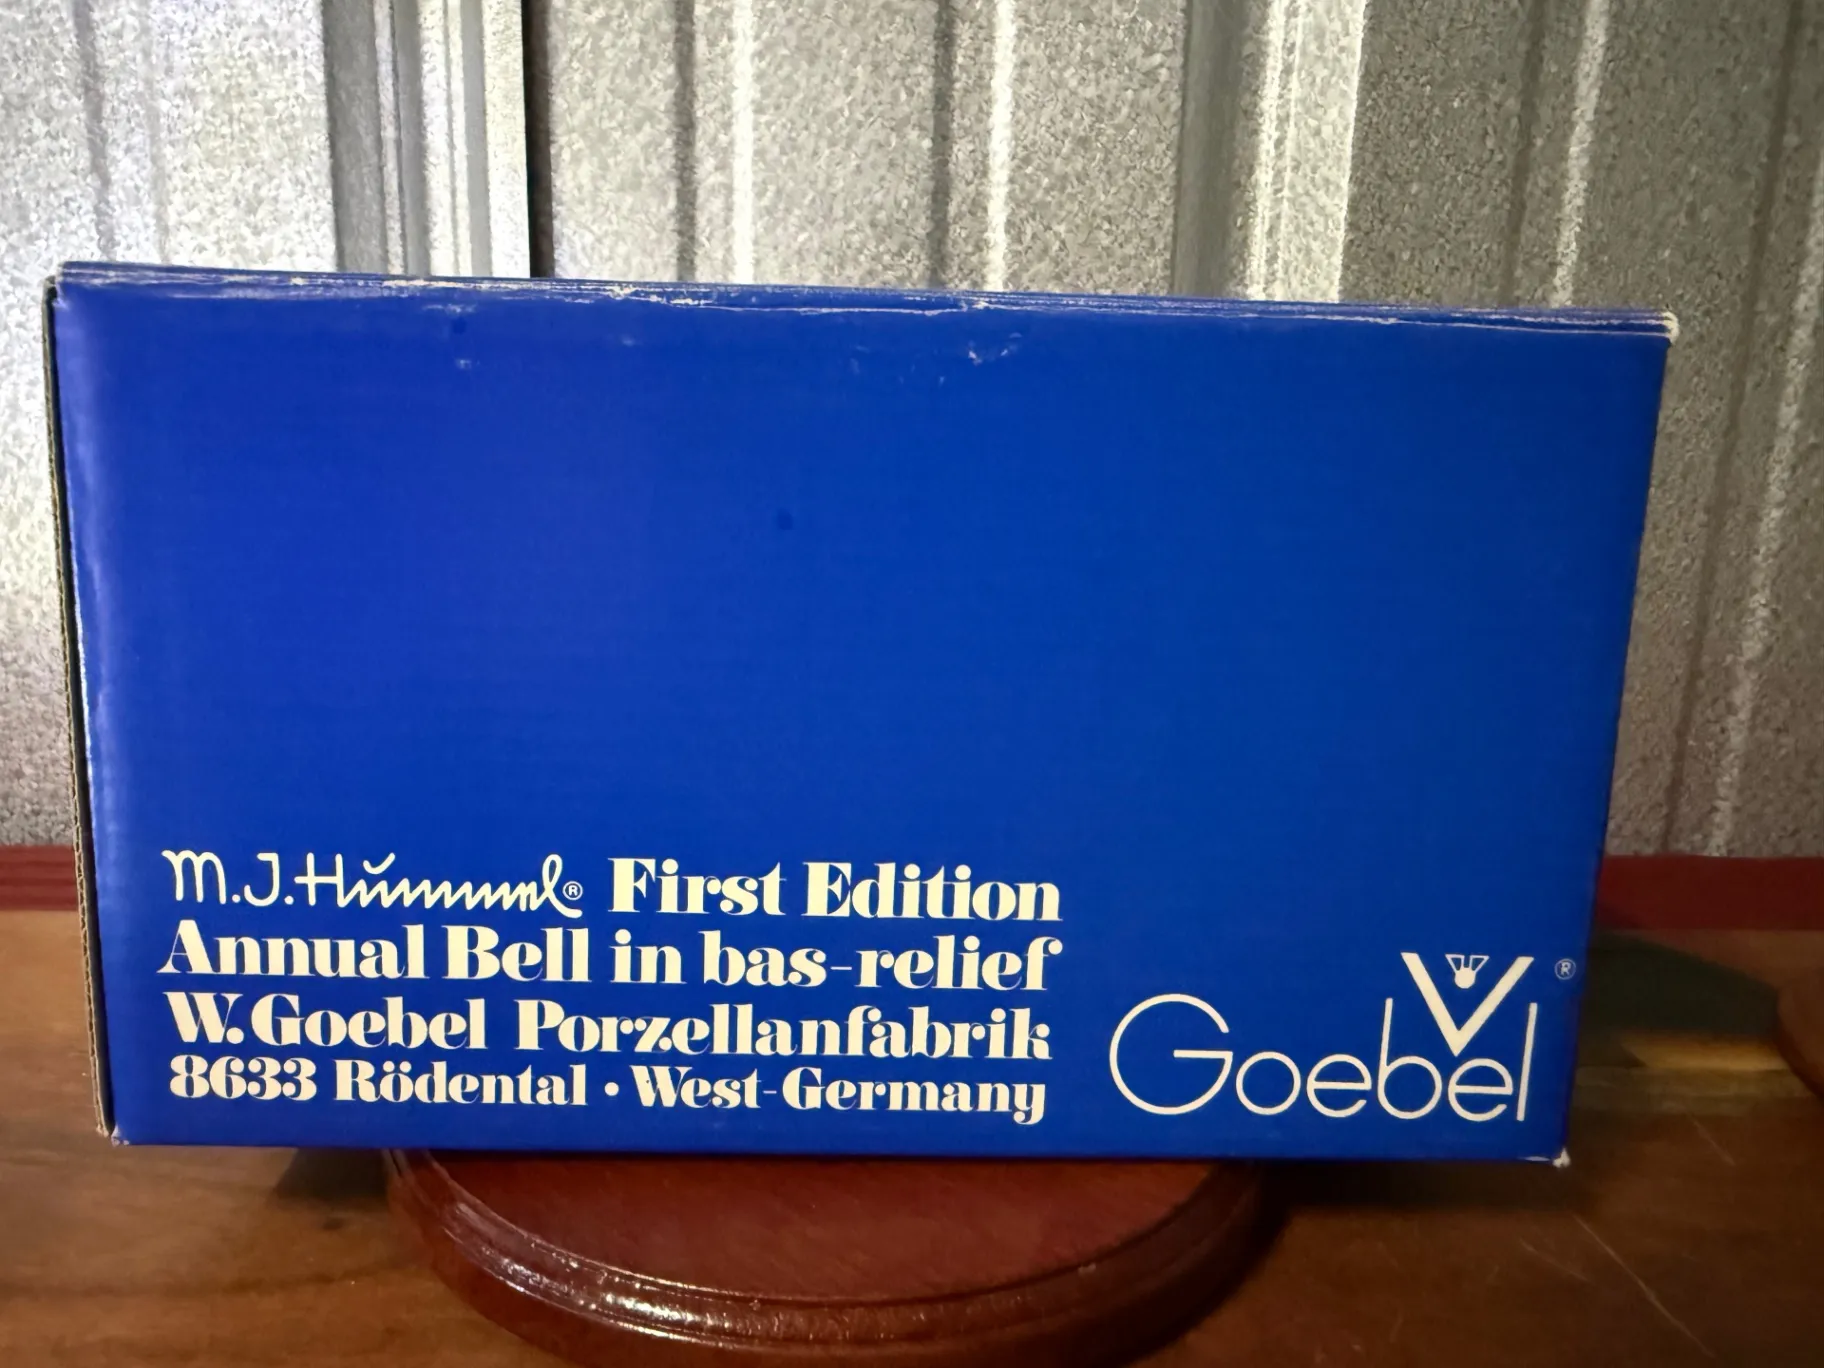 M.J.Hummel® First Edition
Annual Bell in bas-relief
W. Goebel Porzellanfabrik
8633 Rödental • West-Germany
Goebel ®